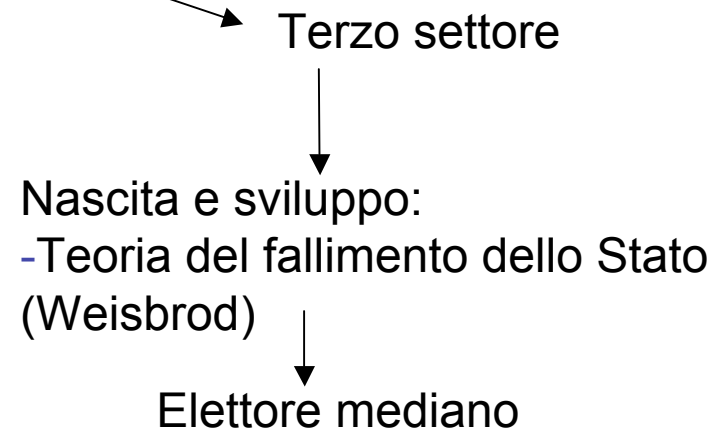 Terzo settore
Nascita e sviluppo:
-Teoria del fallimento dello Stato
(Weisbrod)
Elettore mediano